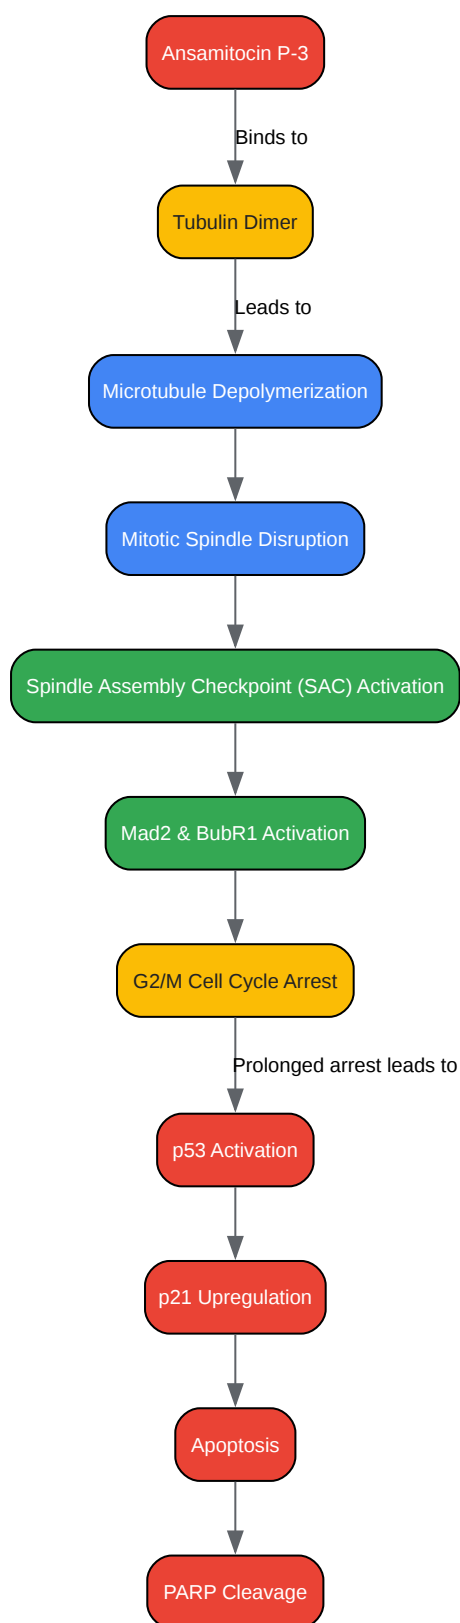 Ansamitocin P-3
Binds to
Tubulin Dimer
Leads to
Microtubule Depolymerization
Mitotic Spindle Disruption
Spindle Assembly Checkpoint (SAC) Activation
Mad2 & BubR1 Activation
G2/M Cell Cycle Arrest
Prolonged arrest leads to
p53 Activation
p21 Upregulation
Apoptosis
PARP Cleavage